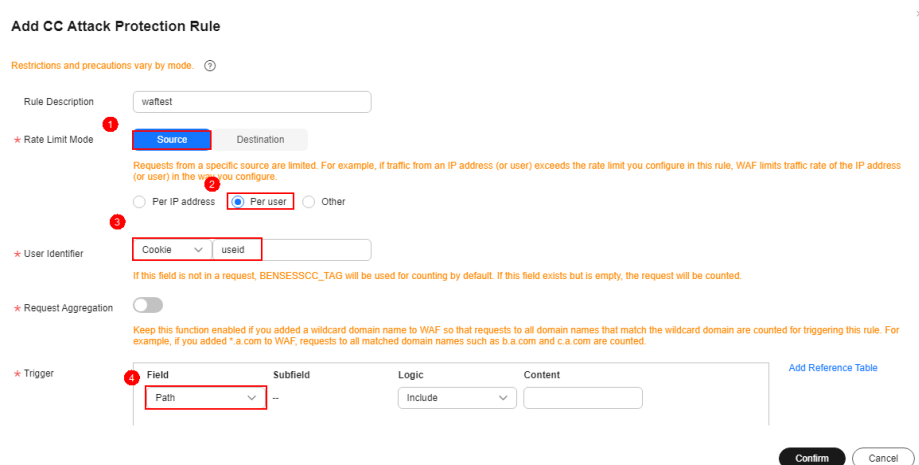 Add CC Attack Protection Rule
Restrictions and precautions vary by mode. ?
Rule Description waftest
1
* Rate Limit Mode Source Destination
Requests from a specific source are limited. For example, if traffic from an IP address (or user) exceeds the rate limit you configure in this rule, WAF limits traffic rate of the IP address
(or user) in the way you configure.
2
Per IP address Per user Other
3
* User Identifier Cookie useid
If this field is not in a request, BENSESSCC_TAG will be used for counting by default. If this field exists but is empty, the request will be counted.
* Request Aggregation
Keep this function enabled if you added a wildcard domain name to WAF so that requests to all domain names that match the wildcard domain are counted for triggering this rule. For
example, if you added *.a.com to WAF, requests to all matched domain names such as b.a.com and c.a.com are counted.
* Trigger Field Subfield Logic Content Add Reference Table
4
Path -- Include
Confirm Cancel